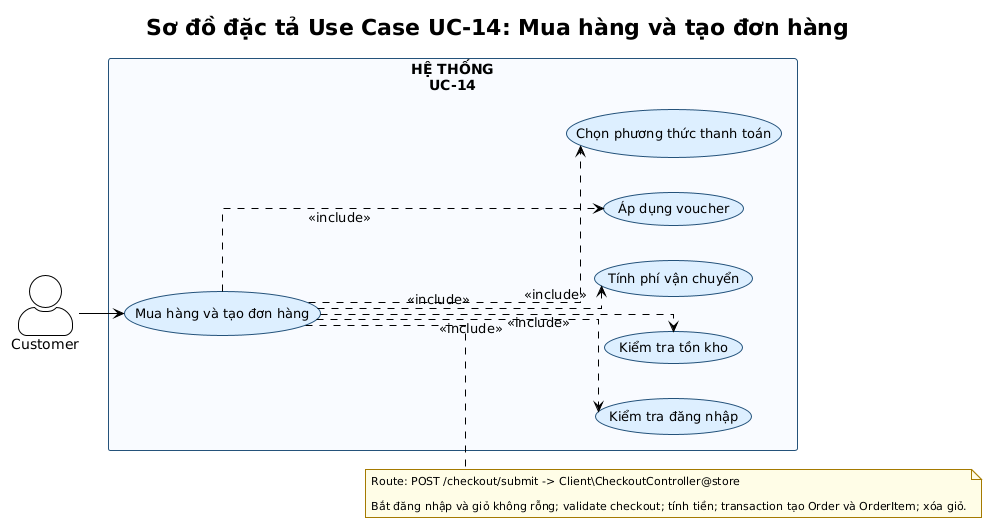 Sơ đồ đặc tả Use Case UC-14: Mua hàng và tạo đơn hàng
HỆ THỐNG
UC-14
Chọn phương thức thanh toán
Áp dụng voucher
«include»
Tính phí vận chuyển
«include»
«include»
Mua hàng và tạo đơn hàng
«include»
«include»
Customer
Kiểm tra tồn kho
Kiểm tra đăng nhập
Route: POST /checkout/submit -> Client\CheckoutController@store
Bắt đăng nhập và giỏ không rỗng; validate checkout; tính tiền; transaction tạo Order và OrderItem; xóa giỏ.